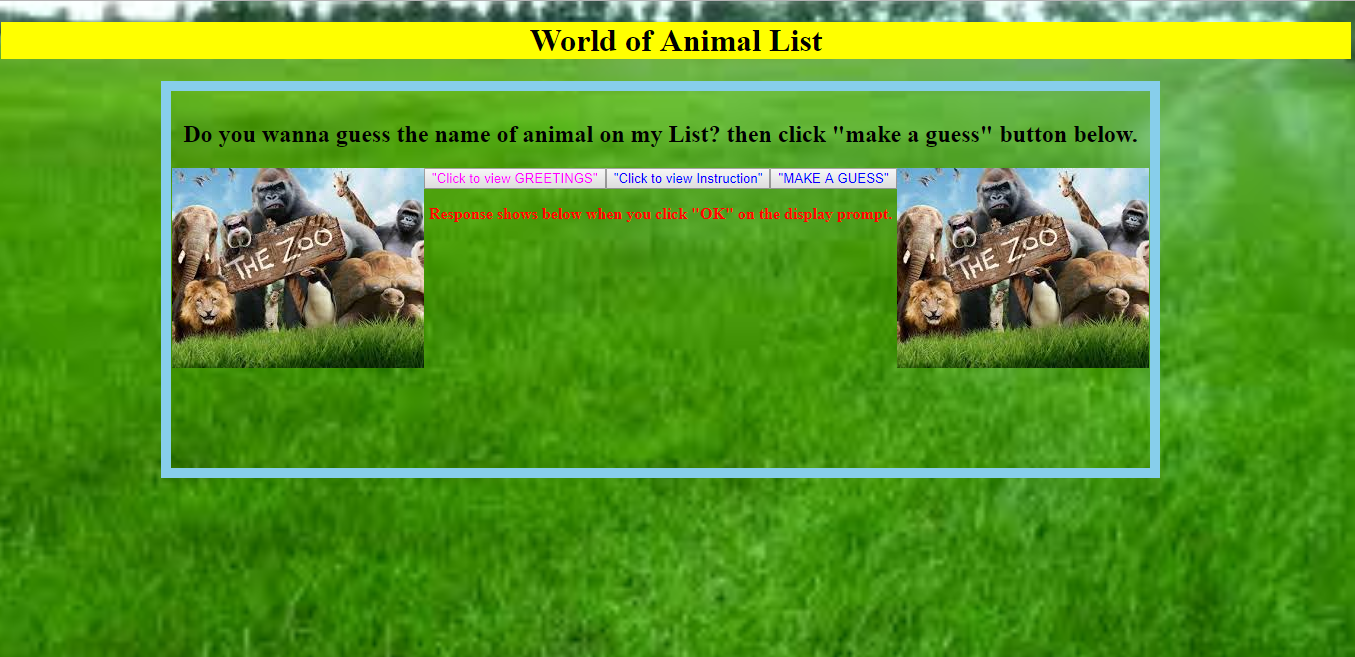 World of Animal List
Do you wanna guess the name of animal on my List? then click "make a guess" button below.
THE ZOO
"Click to view GREETINGS" "Click to view Instruction" "MAKE A GUESS"
THE ZOO
Response shows below when you click "OK" on the display prompt.